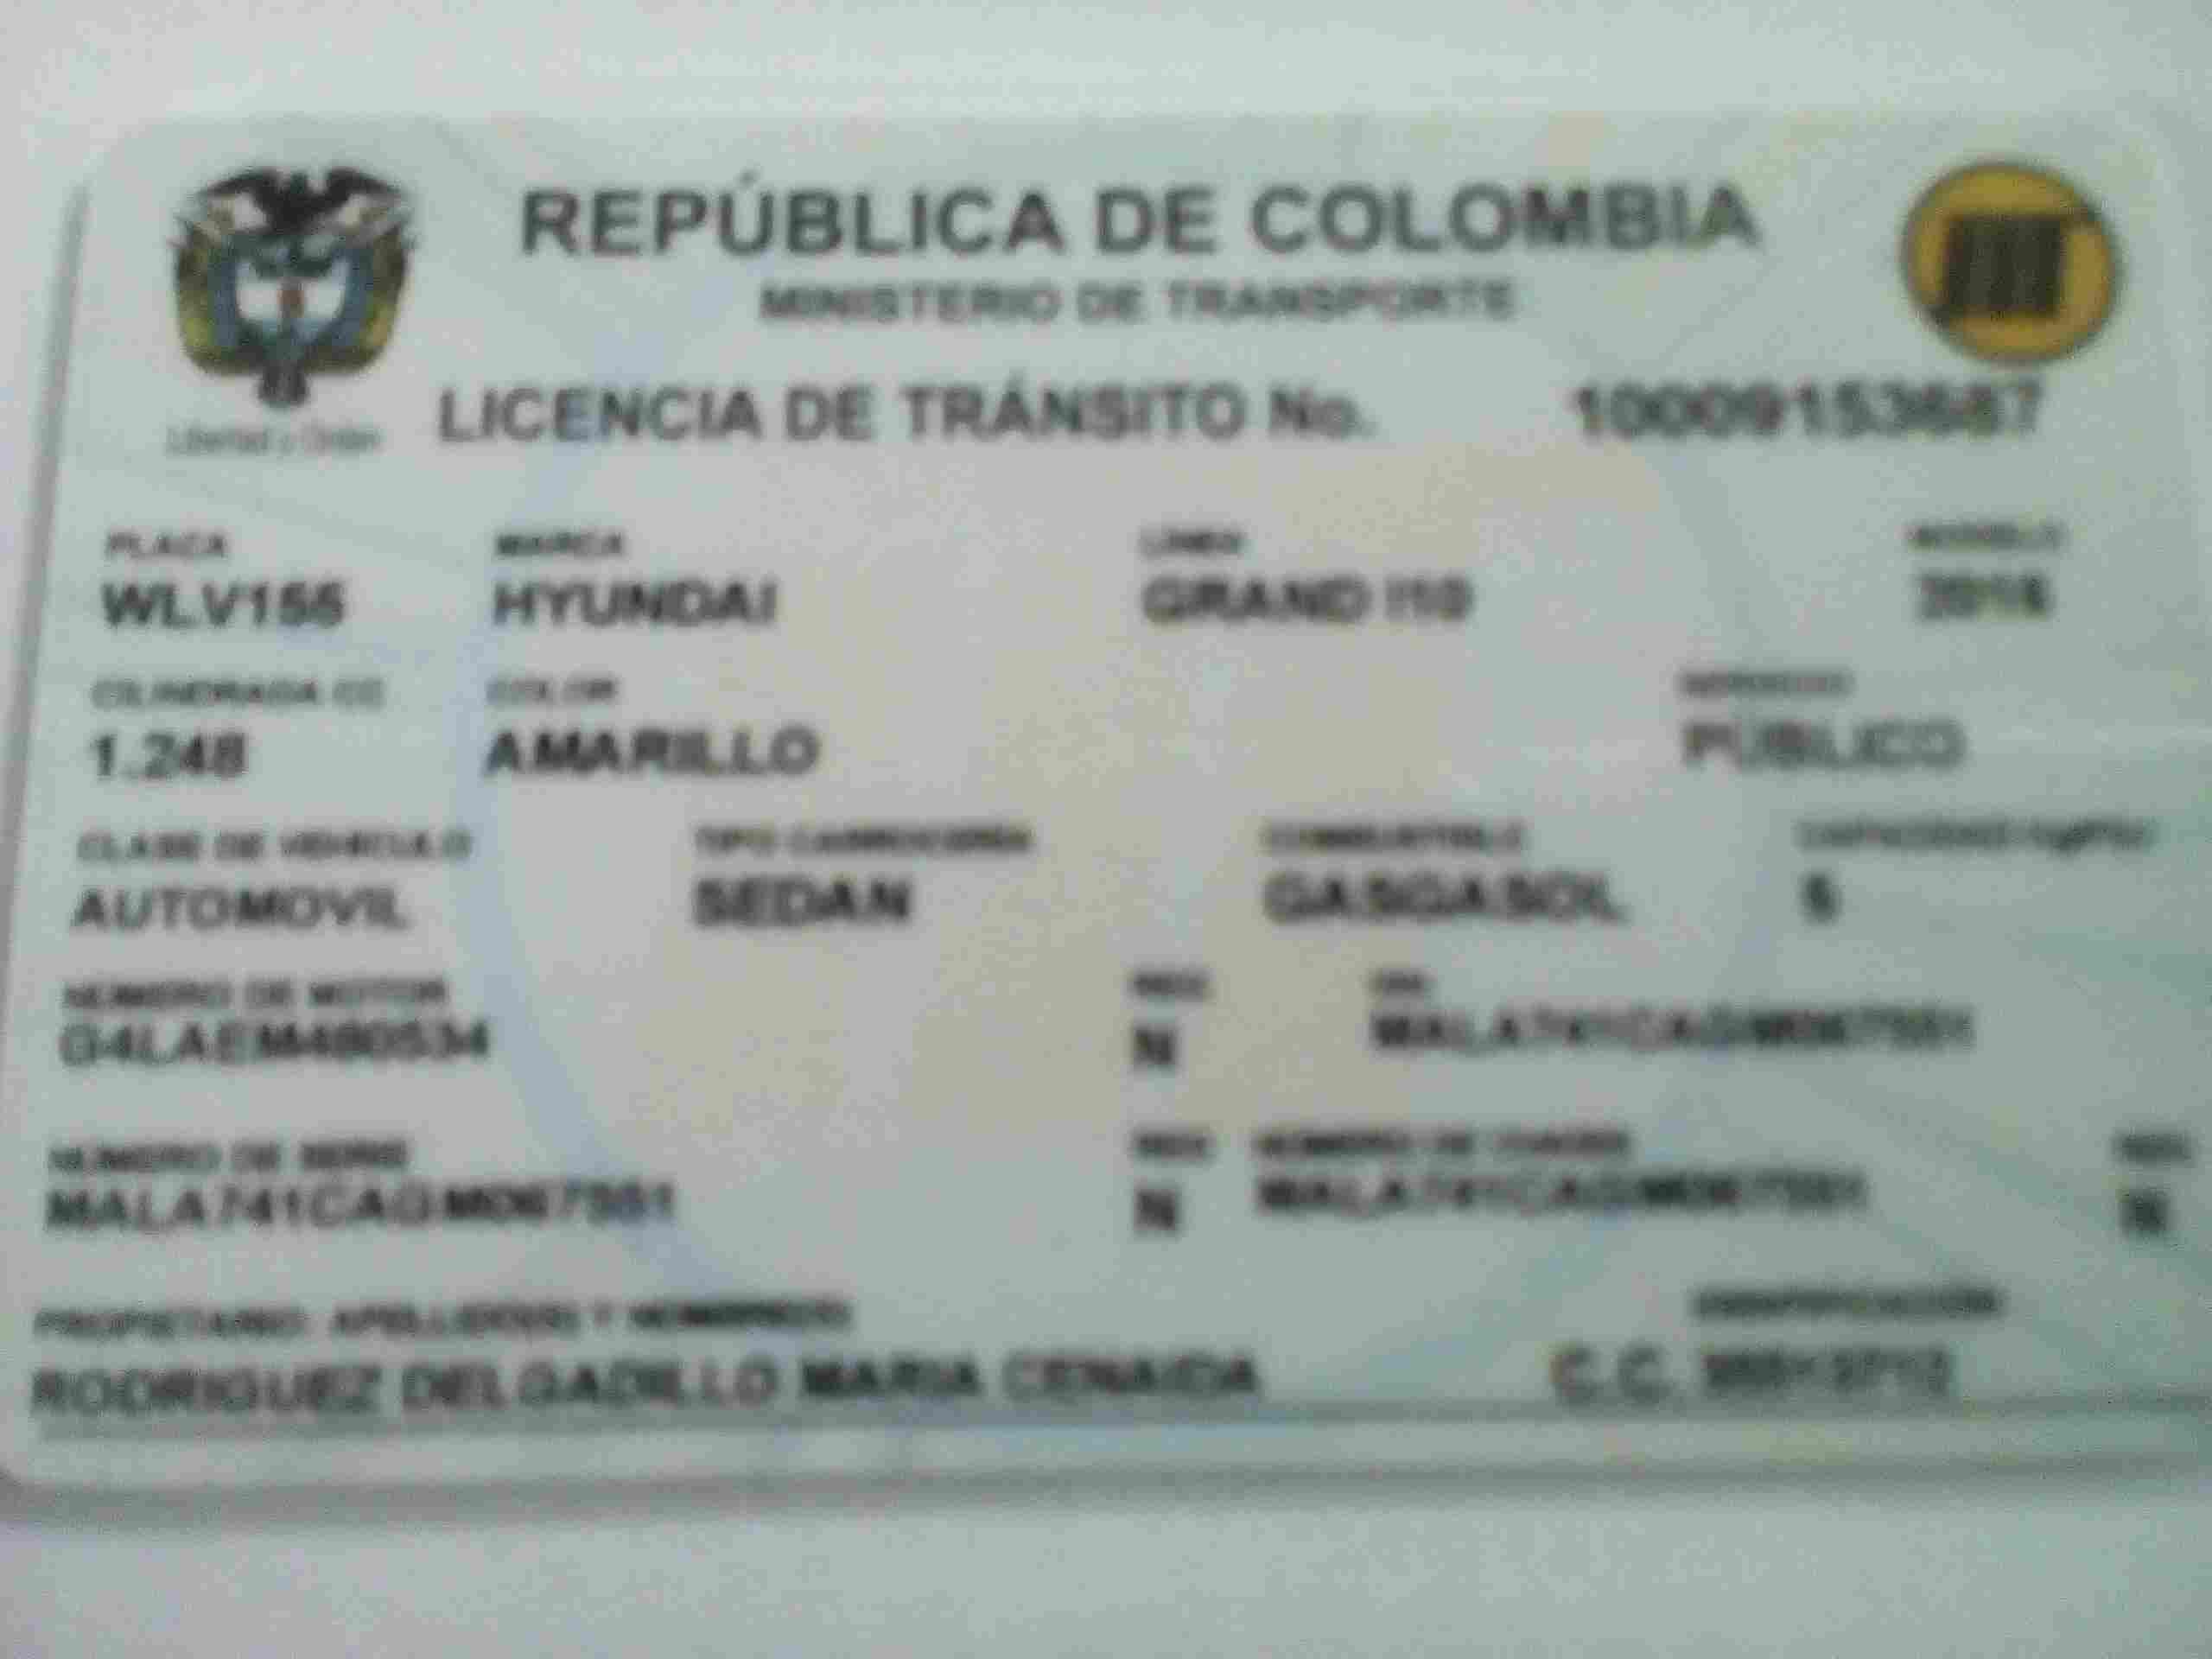 REPÚBLICA DE COLOMBIA
MINISTERIO DE TRANSPORTE
Libertad y Orden
LICENCIA DE TRÁNSITO No. 10009153687
PLACA MARCA LÍNEA MODELO
WLV155 HYUNDAI GRAND I10 2016
CILINDRADA CC COLOR SERVICIO
1.248 AMARILLO PÚBLICO
CLASE DE VEHÍCULO TIPO CARROCERÍA COMBUSTIBLE CAPACIDAD Kg/PSJ
AUTOMOVIL SEDAN GASGASOL 5
NÚMERO DE MOTOR REG VIN
G4LAEM480534 N MALA741CAGM067551
NÚMERO DE SERIE REG NÚMERO DE CHASIS REG
MALA741CAGM067551 N MALA741CAGM067551 N
PROPIETARIO: APELLIDO(S) Y NOMBRE(S) IDENTIFICACIÓN
RODRIGUEZ DELGADILLO MARIA CENAIDA C.C.